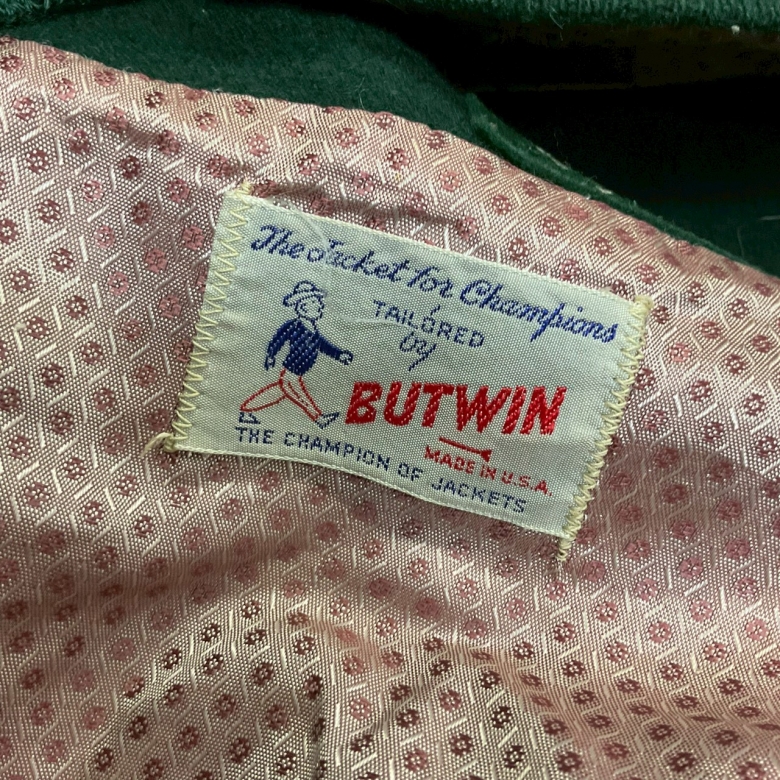 The Jacket for Champions
TAILORED
by
BUTWIN
MADE IN U.S.A.
THE CHAMPION OF JACKETS